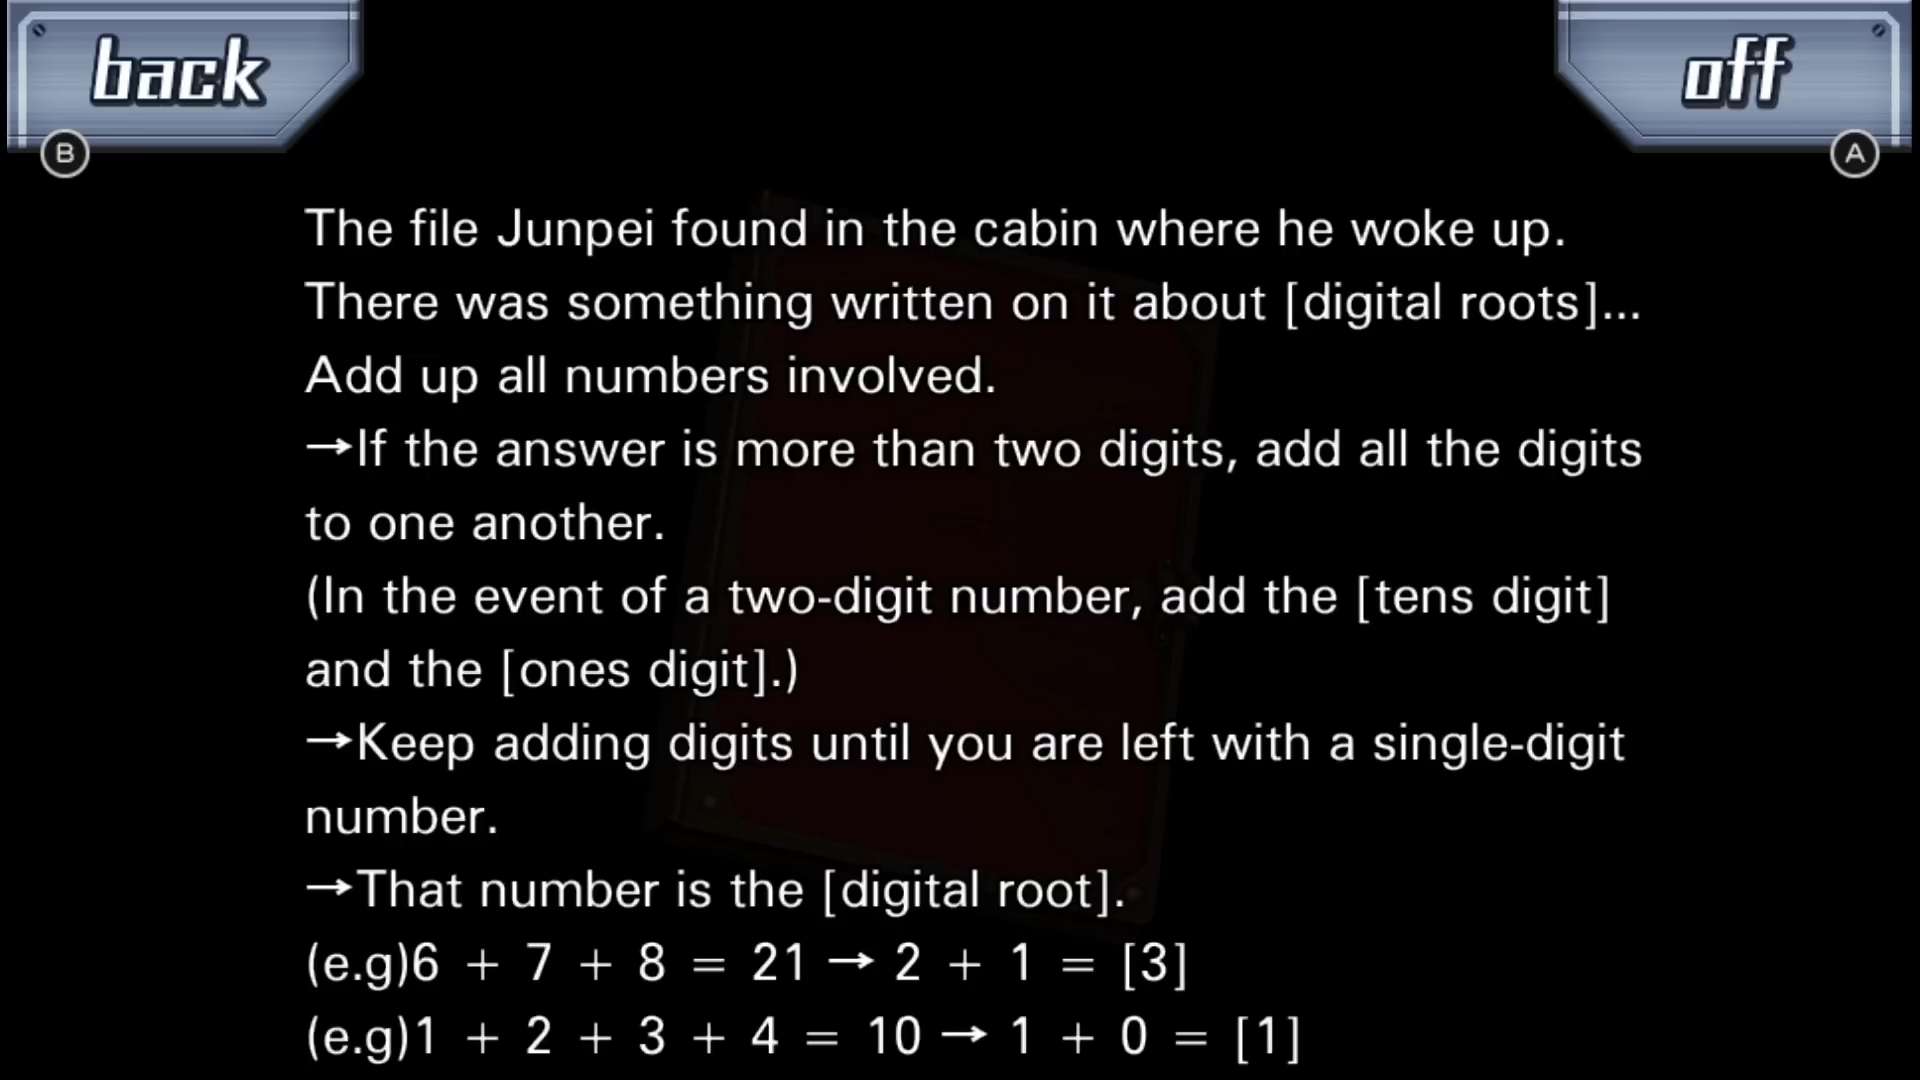 back
off
B
A
The file Junpei found in the cabin where he woke up.
There was something written on it about [digital roots]...
Add up all numbers involved.
→If the answer is more than two digits, add all the digits
to one another.
(In the event of a two-digit number, add the [tens digit]
and the [ones digit].)
→Keep adding digits until you are left with a single-digit
number.
→That number is the [digital root].
(e.g)6 + 7 + 8 = 21→2 + 1 = [3]
(e.g)1 + 2 + 3 + 4 = 10→1 + 0 = [1]